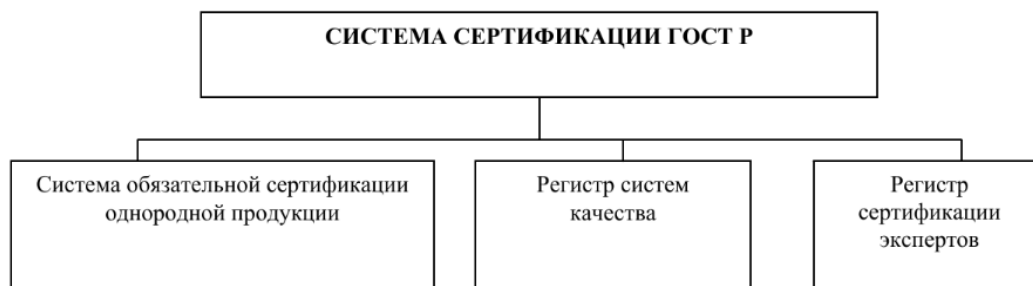 СИСТЕМА СЕРТИФИКАЦИИ ГОСТ Р
Система обязательной сертификации
однородной продукции
Регистр систем
качества
Регистр
сертификации
экспертов